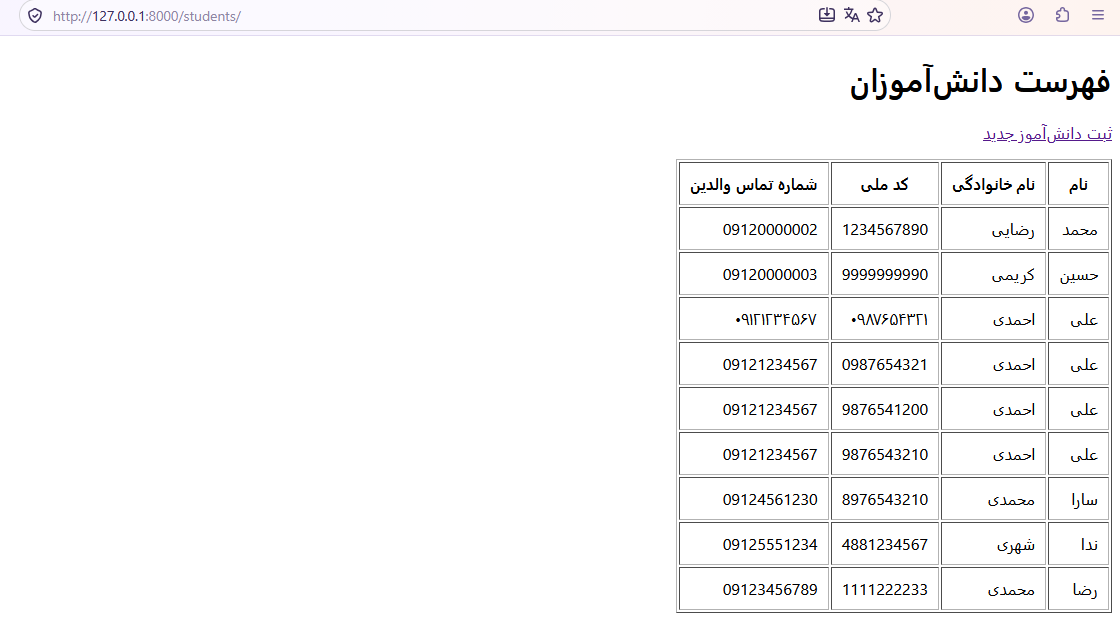 http://127.0.0.1:8000/students/
فهرست دانش‌آموزان
ثبت دانش‌آموز جدید
نام نام خانوادگی کد ملی شماره تماس والدین
محمد رضایی 1234567890 09120000002
حسین کریمی 9999999990 09120000003
علی احمدی ۰۹۸۷۶۵۴۳۲۱ ۰۹۱۲۱۲۳۴۵۶۷
علی احمدی 0987654321 09121234567
علی احمدی 9876541200 09121234567
علی احمدی 9876543210 09121234567
سارا محمدی 8976543210 09124561230
ندا شهری 4881234567 09125551234
رضا محمدی 1111222233 09123456789